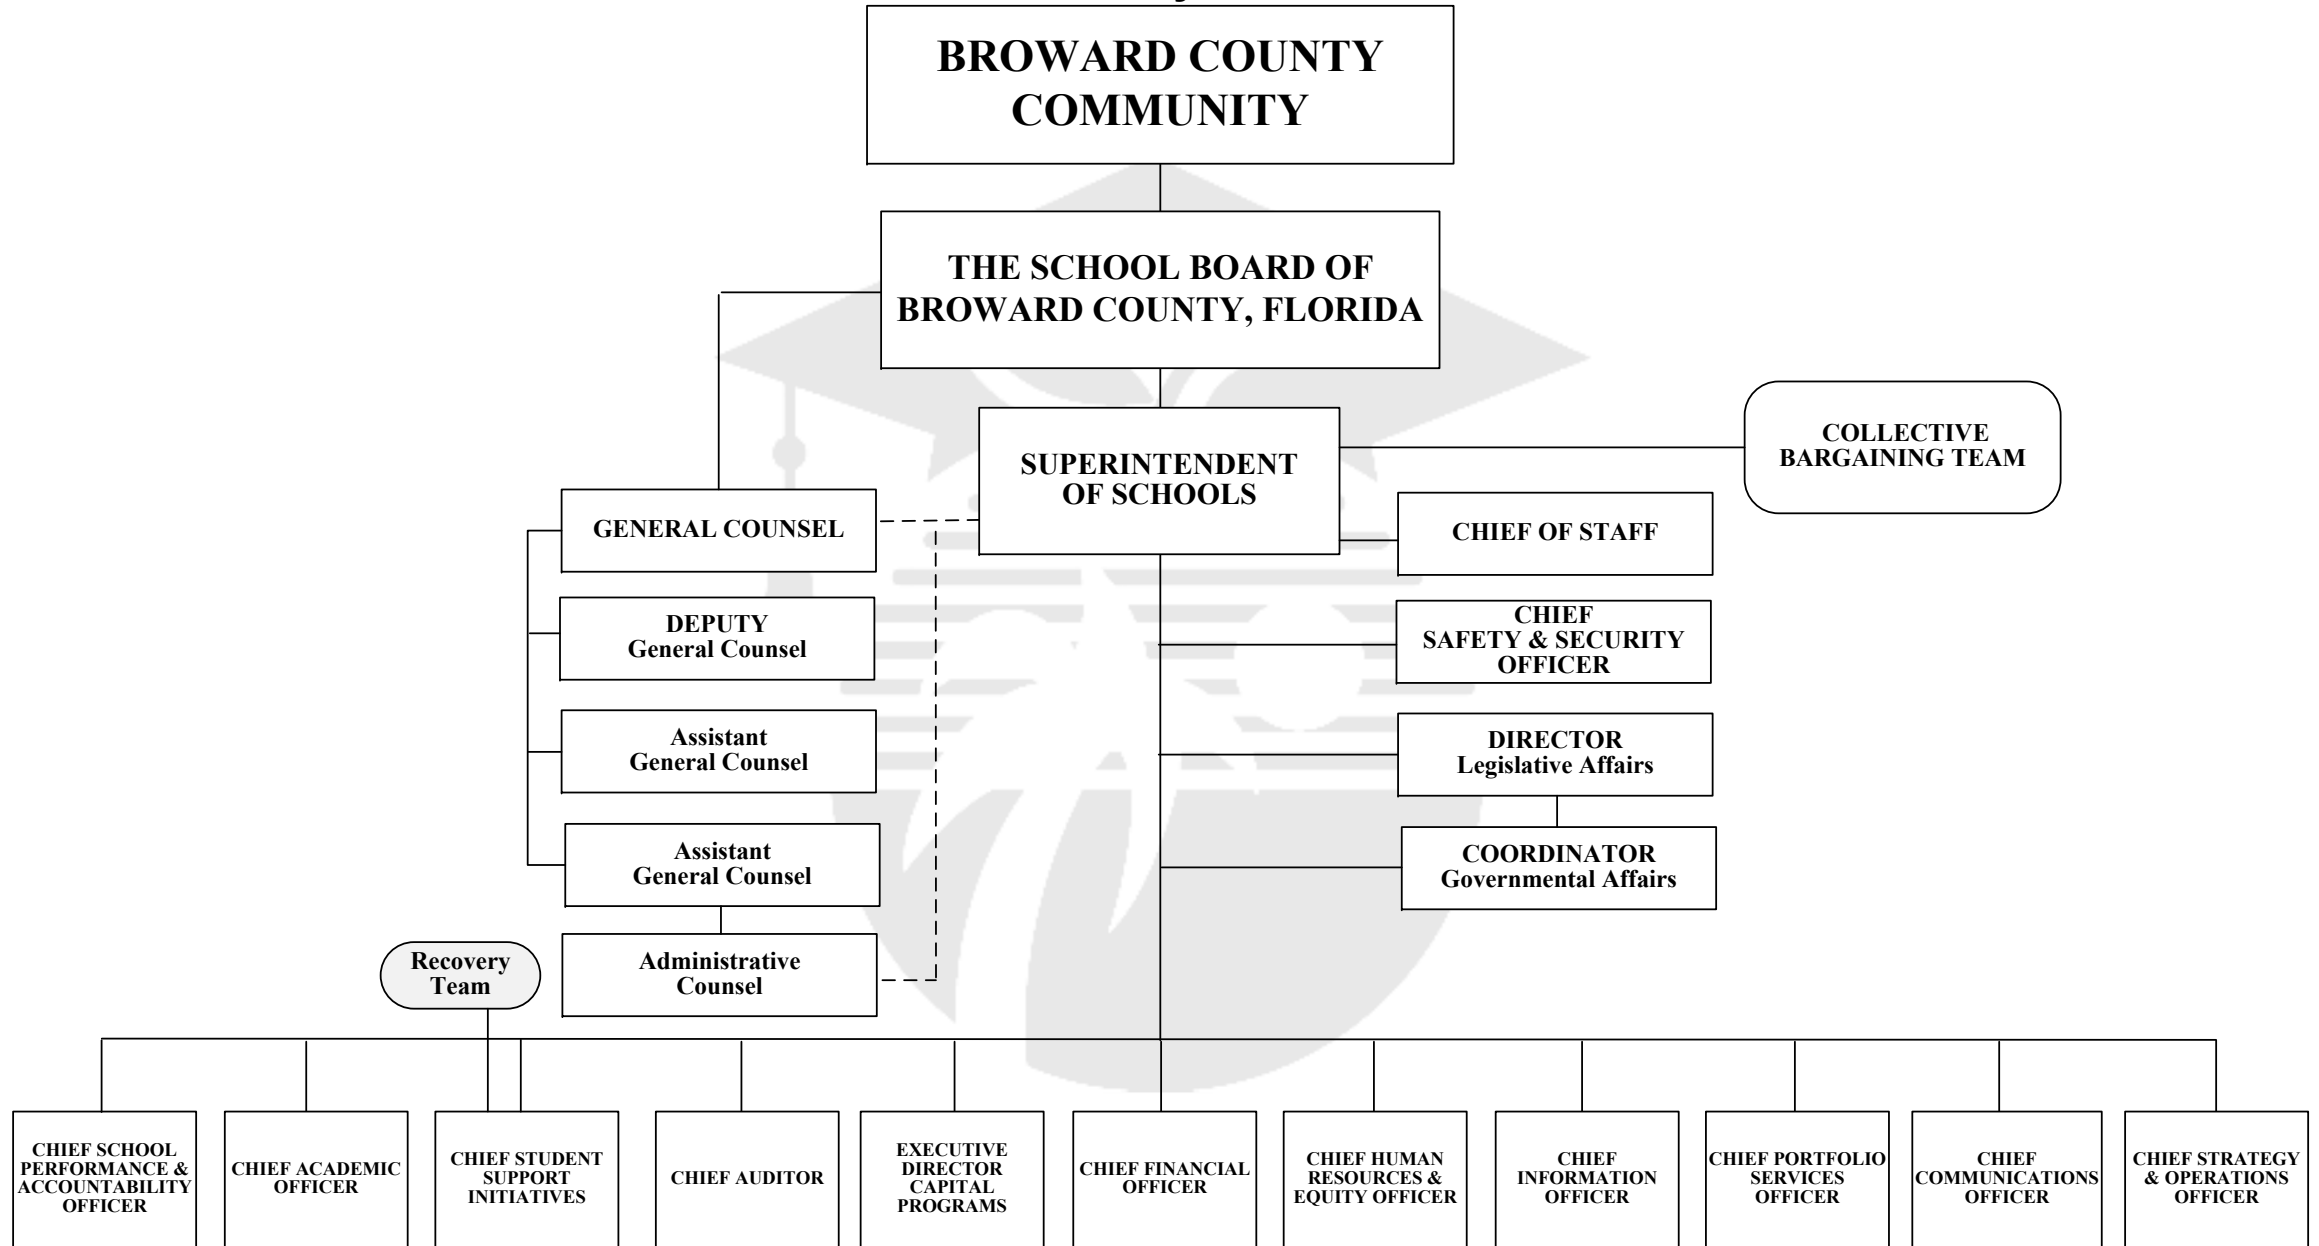 BROWARD COUNTY
COMMUNITY
THE SCHOOL BOARD OF
BROWARD COUNTY, FLORIDA
SUPERINTENDENT
OF SCHOOLS
COLLECTIVE
BARGAINING TEAM
GENERAL COUNSEL
CHIEF OF STAFF
DEPUTY
General Counsel
CHIEF
SAFETY & SECURITY
OFFICER
Assistant
General Counsel
DIRECTOR
Legislative Affairs
Assistant
General Counsel
COORDINATOR
Governmental Affairs
Recovery
Team
Administrative
Counsel
CHIEF SCHOOL
PERFORMANCE &
ACCOUNTABILITY
OFFICER
CHIEF ACADEMIC
OFFICER
CHIEF STUDENT
SUPPORT
INITIATIVES
CHIEF AUDITOR
EXECUTIVE
DIRECTOR
CAPITAL
PROGRAMS
CHIEF FINANCIAL
OFFICER
CHIEF HUMAN
RESOURCES &
EQUITY OFFICER
CHIEF
INFORMATION
OFFICER
CHIEF PORTFOLIO
SERVICES
OFFICER
CHIEF
COMMUNICATIONS
OFFICER
CHIEF STRATEGY
& OPERATIONS
OFFICER